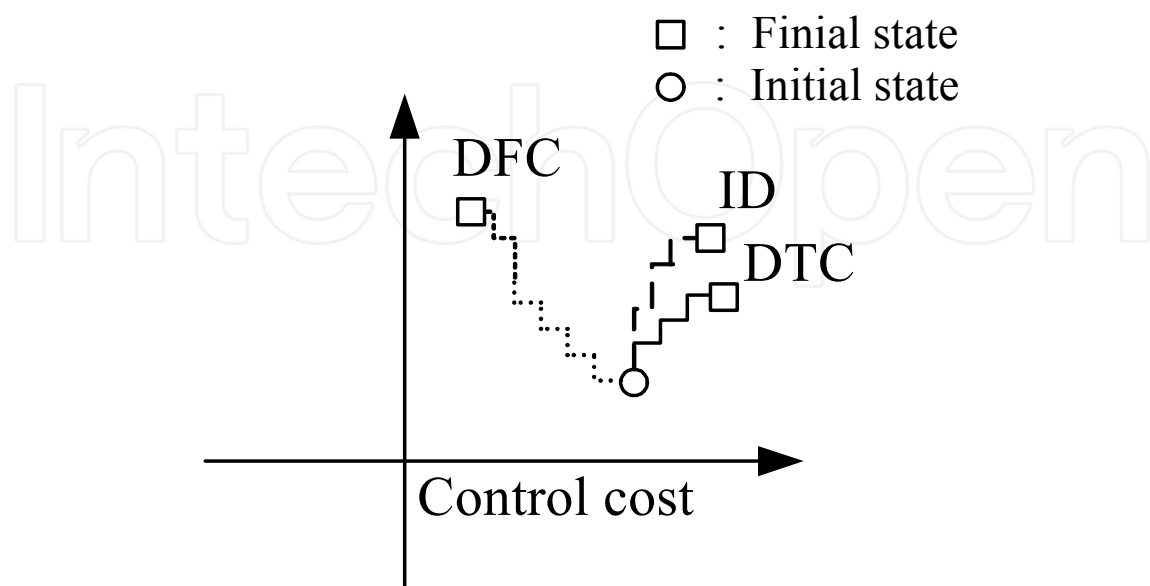 : Finial state
: Initial state
IntechOpen
DFC
ID
DTC
Control cost